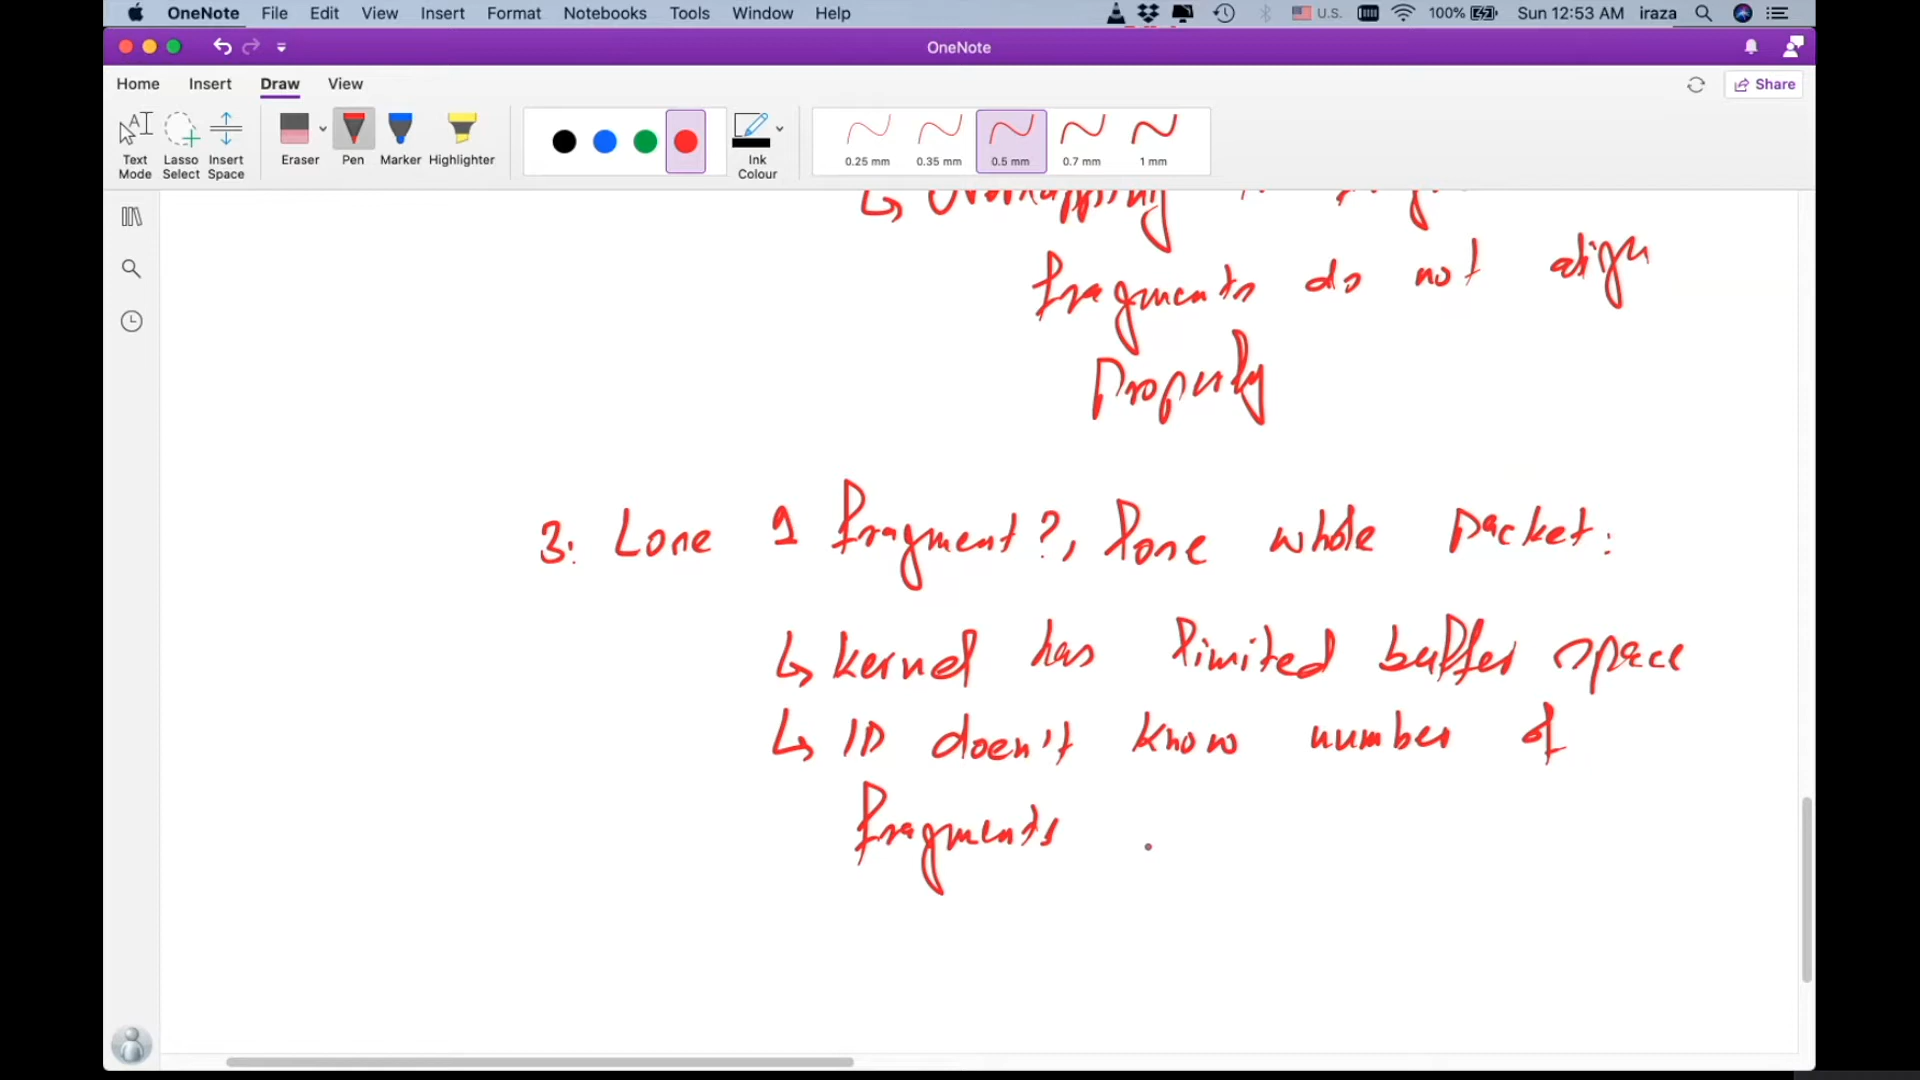 OneNote File Edit View Insert Format Notebooks Tools Window Help U.S. 100% Sun 12:53 AM iraza
OneNote
Home Insert Draw View Share
Text Mode Lasso Select Insert Space Eraser Pen Marker Highlighter Ink Colour 0.25 mm 0.35 mm 0.5 mm 0.7 mm 1 mm
↳ Overlapping
fragments do not align
properly
3: Lose 1 fragment?, lose whole packet:
↳ kernel has limited buffer space
↳ ID doesn't know number of
fragments